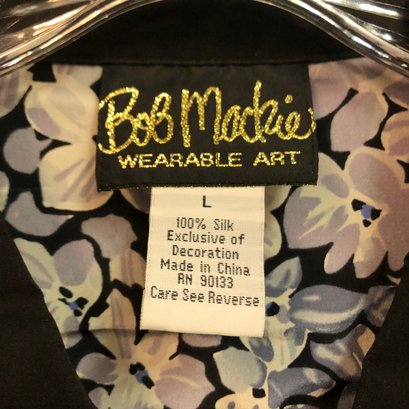 Bob Mackie
WEARABLE ART
L
100% Silk
Exclusive of
Decoration
Made in China
RN 90133
Care See Reverse